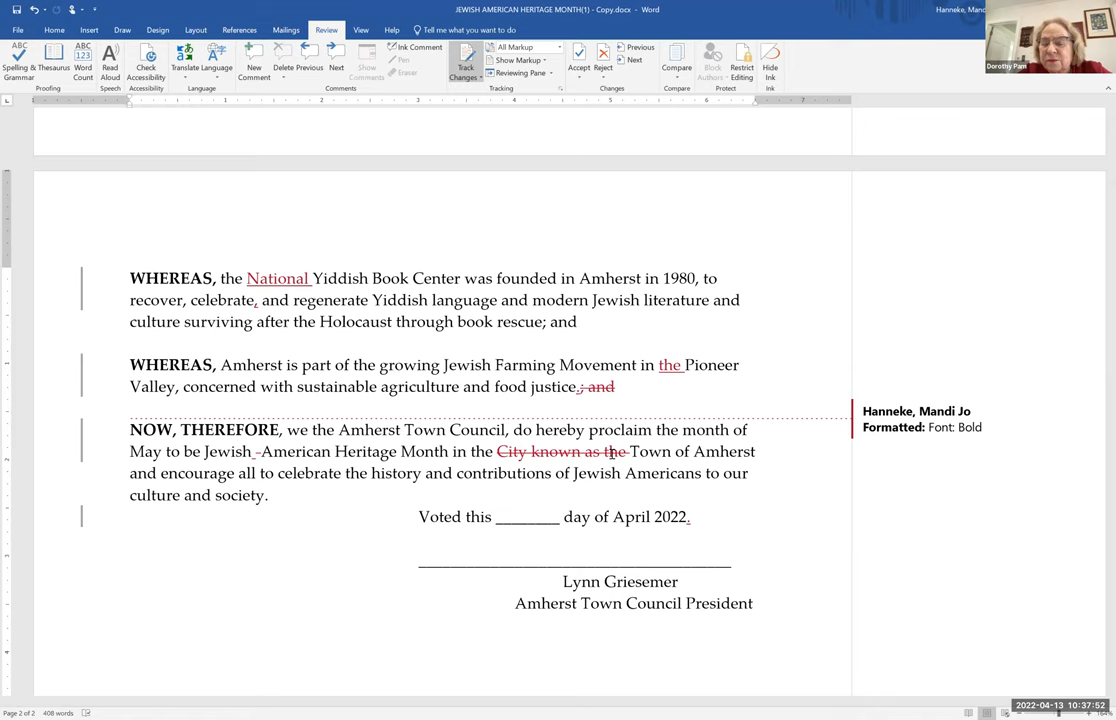 JEWISH AMERICAN HERITAGE MONTH(1) - Copy.docx - Word
Hanneke, Mand
File Home Insert Draw Design Layout References Mailings Review View Help Tell me what you want to do
Dorothy Pam
Spelling & Grammar
Thesaurus
Word Count
Read Aloud
Check Accessibility
Translate
Language
New Comment
Delete
Previous
Next
Show Comments
Ink Comment
Pen
Eraser
Track Changes
All Markup
Show Markup
Reviewing Pane
Accept
Reject
Previous
Next
Compare
Block Authors
Restrict Editing
Hide Ink
Proofing Speech Accessibility Language Comments Tracking Changes Compare Protect Ink
WHEREAS, the National Yiddish Book Center was founded in Amherst in 1980, to
recover, celebrate, and regenerate Yiddish language and modern Jewish literature and
culture surviving after the Holocaust through book rescue; and
WHEREAS, Amherst is part of the growing Jewish Farming Movement in the Pioneer
Valley, concerned with sustainable agriculture and food justice.; and
NOW, THEREFORE, we the Amherst Town Council, do hereby proclaim the month of
May to be Jewish -American Heritage Month in the City known as the Town of Amherst
and encourage all to celebrate the history and contributions of Jewish Americans to our
culture and society.
Voted this ________ day of April 2022.
Lynn Griesemer
Amherst Town Council President
Hanneke, Mandi Jo
Formatted: Font: Bold
Page 2 of 2 408 words
2022-04-13 10:37:52